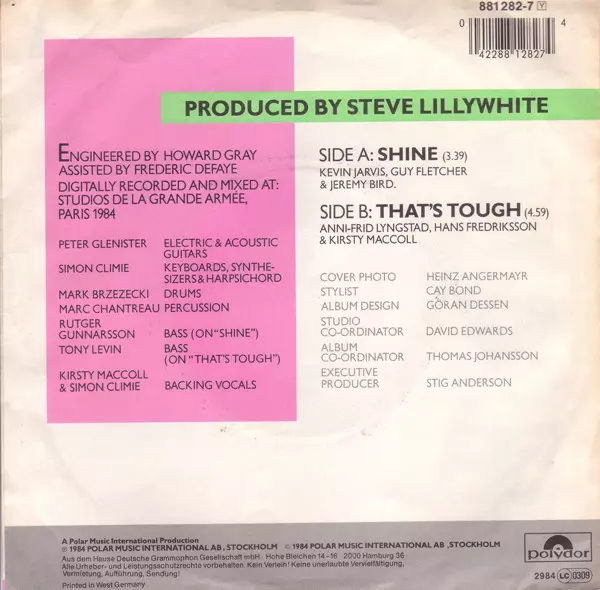 881 282-7 Y
0 4
42288 12827
PRODUCED BY STEVE LILLYWHITE
ENGINEERED BY HOWARD GRAY
ASSISTED BY FREDERIC DEFAYE
DIGITALLY RECORDED AND MIXED AT:
STUDIOS DE LA GRANDE ARMÉE,
PARIS 1984
PETER GLENISTER ELECTRIC & ACOUSTIC
GUITARS
SIMON CLIMIE KEYBOARDS, SYNTHE-
SIZERS & HARPSICHORD
MARK BRZEZECKI DRUMS
MARC CHANTREAU PERCUSSION
RUTGER
GUNNARSSON BASS (ON "SHINE")
TONY LEVIN BASS
(ON "THAT'S TOUGH")
KIRSTY MACCOLL
& SIMON CLIMIE BACKING VOCALS
SIDE A: SHINE (3.39)
KEVIN JARVIS, GUY FLETCHER
& JEREMY BIRD.
SIDE B: THAT'S TOUGH (4.59)
ANNI-FRID LYNGSTAD, HANS FREDRIKSSON
& KIRSTY MACCOLL
COVER PHOTO HEINZ ANGERMAYR
STYLIST CAY BOND
ALBUM DESIGN GÖRAN DESSEN
STUDIO
CO-ORDINATOR DAVID EDWARDS
ALBUM
CO-ORDINATOR THOMAS JOHANSSON
EXECUTIVE
PRODUCER STIG ANDERSON
A Polar Music International Production
℗ 1984 POLAR MUSIC INTERNATIONAL AB, STOCKHOLM © 1984 POLAR MUSIC INTERNATIONAL AB, STOCKHOLM
Aus dem Hause Deutsche Grammophon Gesellschaft mbH · Hohe Bleichen 14-16 2000 Hamburg 36
Alle Urheber- und Leistungsschutzrechte vorbehalten. Kein Verleih! Keine unerlaubte Vervielfältigung,
Vermietung, Aufführung, Sendung!
Printed in West Germany
polydor
2984 LC 0309